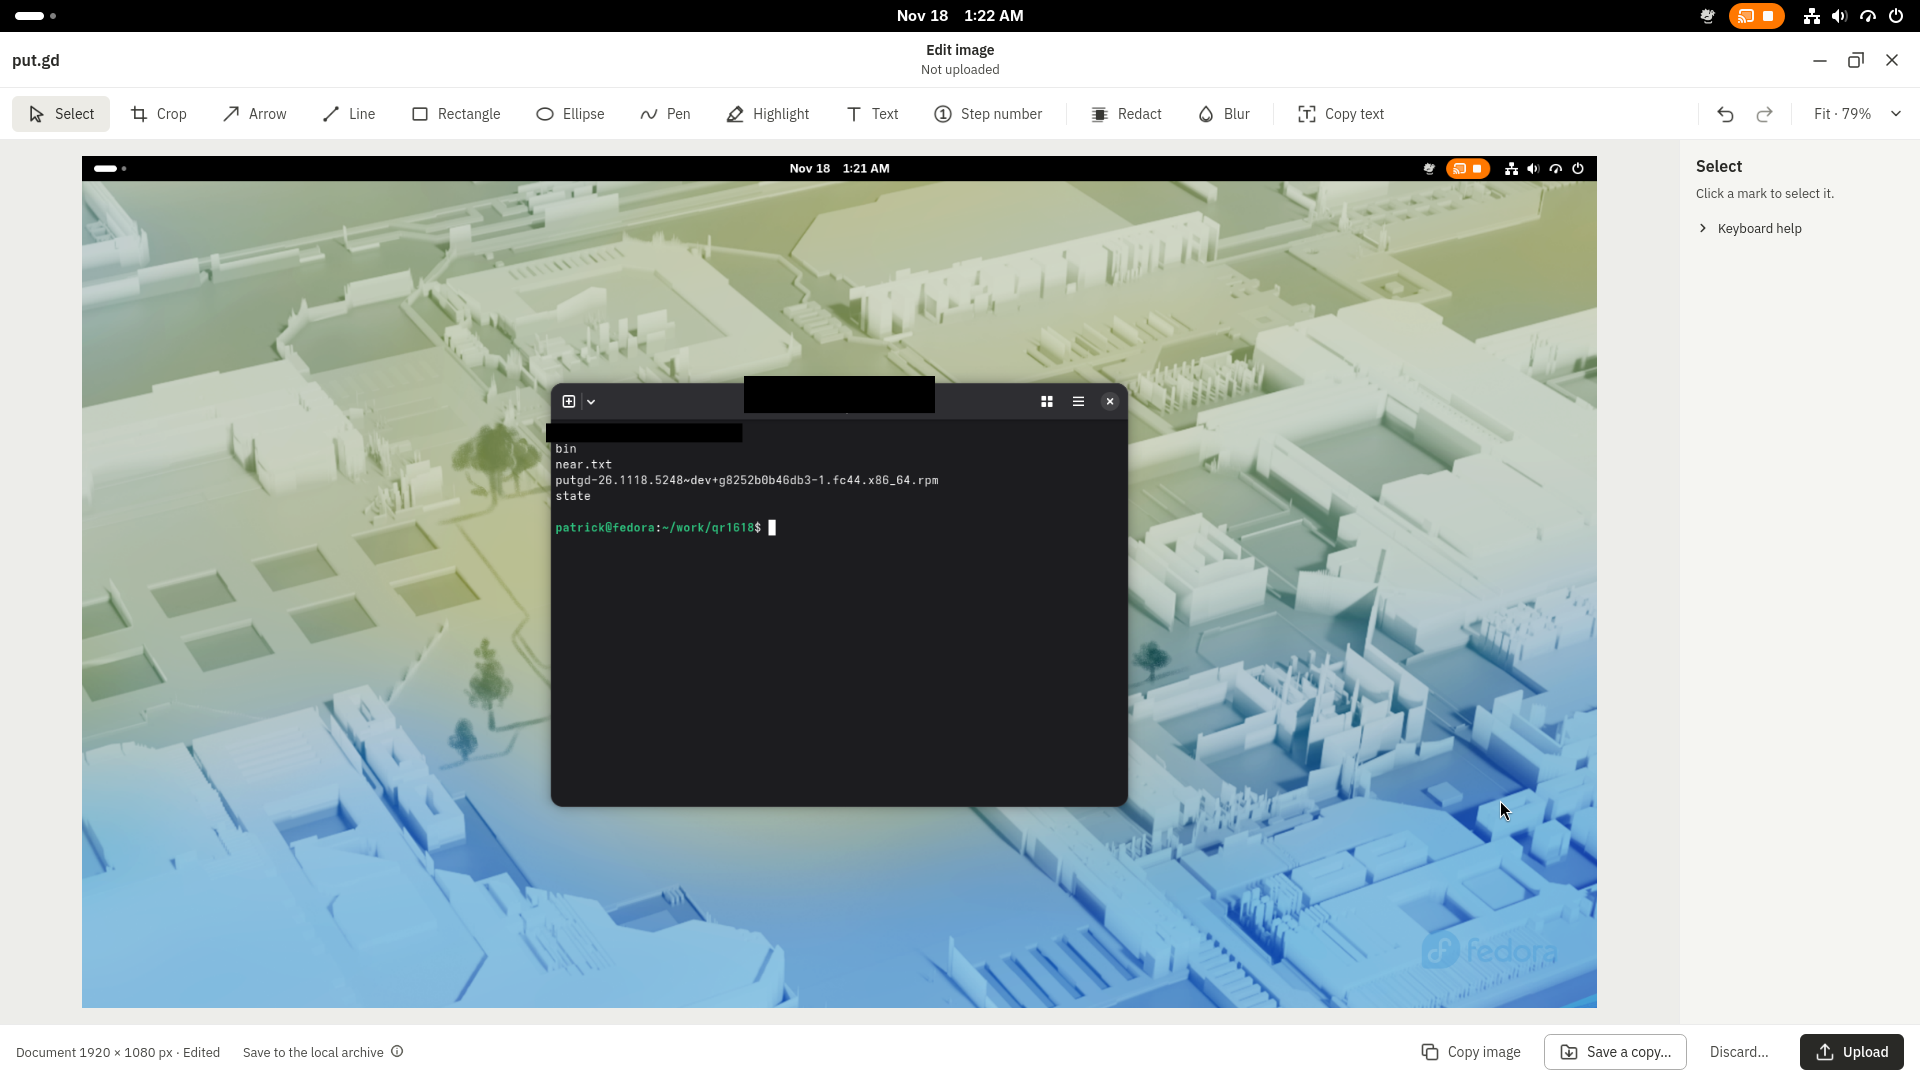 Nov 18 1:22 AM
put.gd
Edit image
Not uploaded
Select
Crop
Arrow
Line
Rectangle
Ellipse
Pen
Highlight
Text
1 Step number
Redact
Blur
Copy text
Fit · 79%
Nov 18 1:21 AM
bin
near.txt
putgd-26.1118.5248~dev+g8252b0b46db3-1.fc44.x86_64.rpm
state
patrick@fedora:~/work/qr1618$
fedora
Select
Click a mark to select it.
Keyboard help
Document 1920 × 1080 px · Edited
Save to the local archive
Copy image
Save a copy...
Discard...
Upload